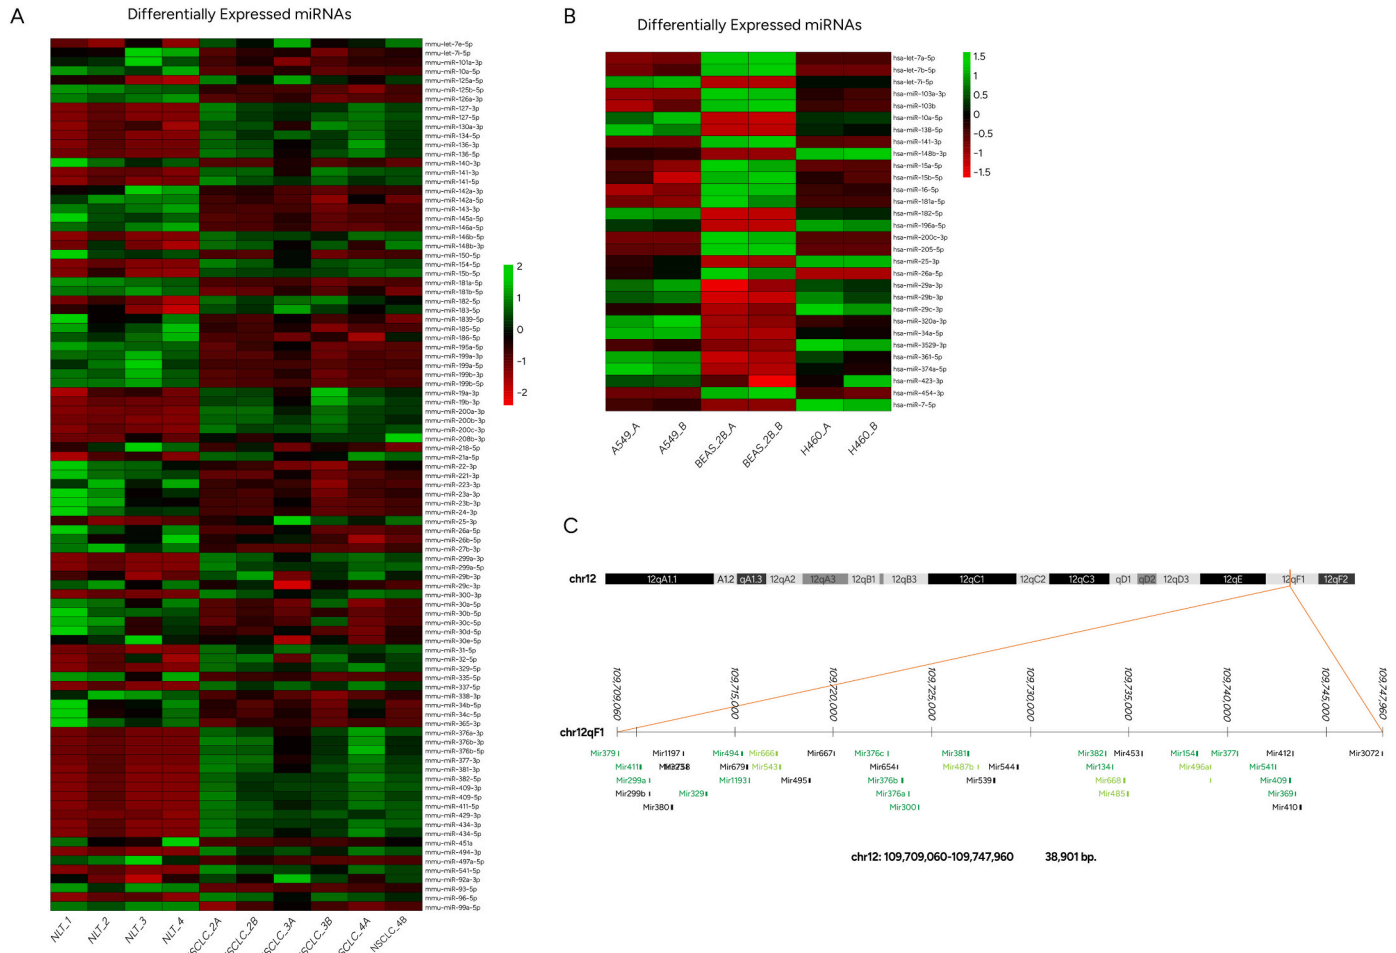 A
Differentially Expressed miRNAs
mmu-let-7e-5p
mmu-let-7i-5p
mmu-miR-101a-3p
mmu-miR-10a-5p
mmu-miR-125a-5p
mmu-miR-125b-5p
mmu-miR-126a-3p
mmu-miR-127-3p
mmu-miR-127-5p
mmu-miR-130a-3p
mmu-miR-134-5p
mmu-miR-136-3p
mmu-miR-136-5p
mmu-miR-140-3p
mmu-miR-141-3p
mmu-miR-141-5p
mmu-miR-142a-3p
mmu-miR-142a-5p
mmu-miR-143-3p
mmu-miR-145a-5p
mmu-miR-146a-5p
mmu-miR-146b-5p
mmu-miR-148b-3p
mmu-miR-150-5p
mmu-miR-154-5p
mmu-miR-15b-5p
mmu-miR-181a-5p
mmu-miR-181b-5p
mmu-miR-182-5p
mmu-miR-183-5p
mmu-miR-1839-5p
mmu-miR-185-5p
mmu-miR-186-5p
mmu-miR-195a-5p
mmu-miR-199a-3p
mmu-miR-199a-5p
mmu-miR-199b-3p
mmu-miR-199b-5p
mmu-miR-19a-3p
mmu-miR-19b-3p
mmu-miR-200a-3p
mmu-miR-200b-3p
mmu-miR-200c-3p
mmu-miR-208b-3p
mmu-miR-218-5p
mmu-miR-21a-5p
mmu-miR-22-3p
mmu-miR-221-3p
mmu-miR-223-3p
mmu-miR-23a-3p
mmu-miR-23b-3p
mmu-miR-24-3p
mmu-miR-25-3p
mmu-miR-26a-5p
mmu-miR-26b-5p
mmu-miR-27b-3p
mmu-miR-299a-3p
mmu-miR-299a-5p
mmu-miR-29b-3p
mmu-miR-29c-3p
mmu-miR-300-3p
mmu-miR-30a-5p
mmu-miR-30b-5p
mmu-miR-30c-5p
mmu-miR-30d-5p
mmu-miR-30e-5p
mmu-miR-31-5p
mmu-miR-32-5p
mmu-miR-329-5p
mmu-miR-335-5p
mmu-miR-337-5p
mmu-miR-338-3p
mmu-miR-34b-5p
mmu-miR-34c-5p
mmu-miR-365-3p
mmu-miR-376a-3p
mmu-miR-376b-3p
mmu-miR-376b-5p
mmu-miR-377-3p
mmu-miR-381-3p
mmu-miR-382-5p
mmu-miR-409-3p
mmu-miR-409-5p
mmu-miR-411-5p
mmu-miR-429-3p
mmu-miR-434-3p
mmu-miR-434-5p
mmu-miR-451a
mmu-miR-494-3p
mmu-miR-497a-5p
mmu-miR-541-5p
mmu-miR-92a-3p
mmu-miR-93-5p
mmu-miR-96-5p
mmu-miR-99a-5p
2
1
0
−1
−2
NLT_1 NLT_2 NLT_3 NLT_4 NSCLC_2A NSCLC_2B NSCLC_3A NSCLC_3B NSCLC_4A NSCLC_4B
B
Differentially Expressed miRNAs
hsa-let-7a-5p
hsa-let-7b-5p
hsa-let-7i-5p
hsa-miR-103a-3p
hsa-miR-103b
hsa-miR-10a-5p
hsa-miR-138-5p
hsa-miR-141-3p
hsa-miR-148b-3p
hsa-miR-15a-5p
hsa-miR-15b-5p
hsa-miR-16-5p
hsa-miR-181a-5p
hsa-miR-182-5p
hsa-miR-196a-5p
hsa-miR-200c-3p
hsa-miR-205-5p
hsa-miR-25-3p
hsa-miR-26a-5p
hsa-miR-29a-3p
hsa-miR-29b-3p
hsa-miR-29c-3p
hsa-miR-320a-3p
hsa-miR-34a-5p
hsa-miR-3529-3p
hsa-miR-361-5p
hsa-miR-374a-5p
hsa-miR-423-3p
hsa-miR-454-3p
hsa-miR-7-5p
1.5
1
0.5
0
−0.5
−1
−1.5
A549_A A549_B BEAS_2B_A BEAS_2B_B H460_A H460_B
C
chr12 12qA1.1 A1.2 qA1.3 12qA2 12qA3 12qB1 12qB3 12qC1 12qC2 12qC3 qD1 qD2 12qD3 12qE 12qF1 12qF2
109,709,060 109,715,000 109,720,000 109,725,000 109,730,000 109,735,000 109,740,000 109,745,000 109,747,960
chr12qF1
Mir379 Mir1197 Mir494 Mir666 Mir667 Mir376c Mir381 Mir382 Mir453 Mir154 Mir377 Mir412 Mir3072
Mir411 Mir679 Mir543 Mir654 Mir487b Mir544 Mir134 Mir496a Mir541
Mir299a Mir1193 Mir495 Mir376b Mir539 Mir668 Mir409
Mir299b Mir329 Mir376a Mir485 Mir369
Mir380 Mir300 Mir410
chr12: 109,709,060-109,747,960 38,901 bp.